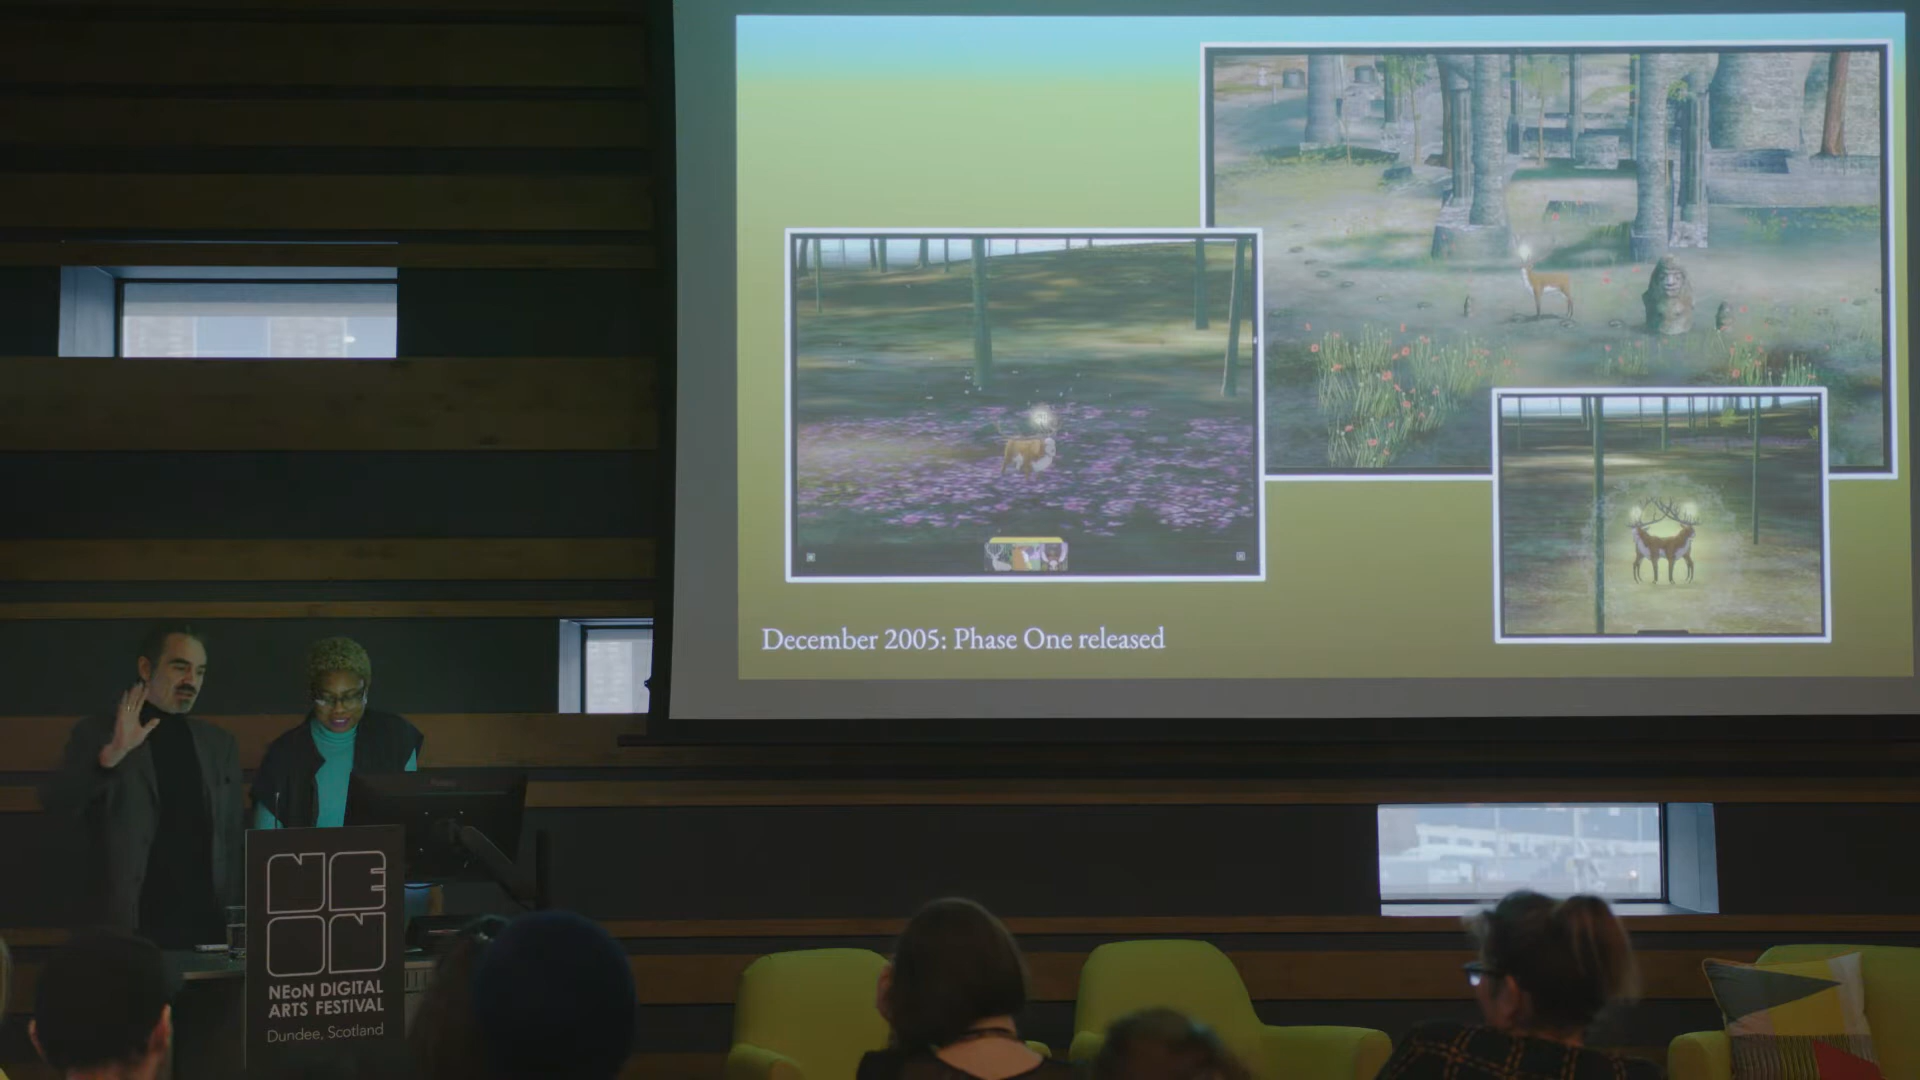 December 2005: Phase One released
NE
ON
NEoN DIGITAL
ARTS FESTIVAL
Dundee, Scotland